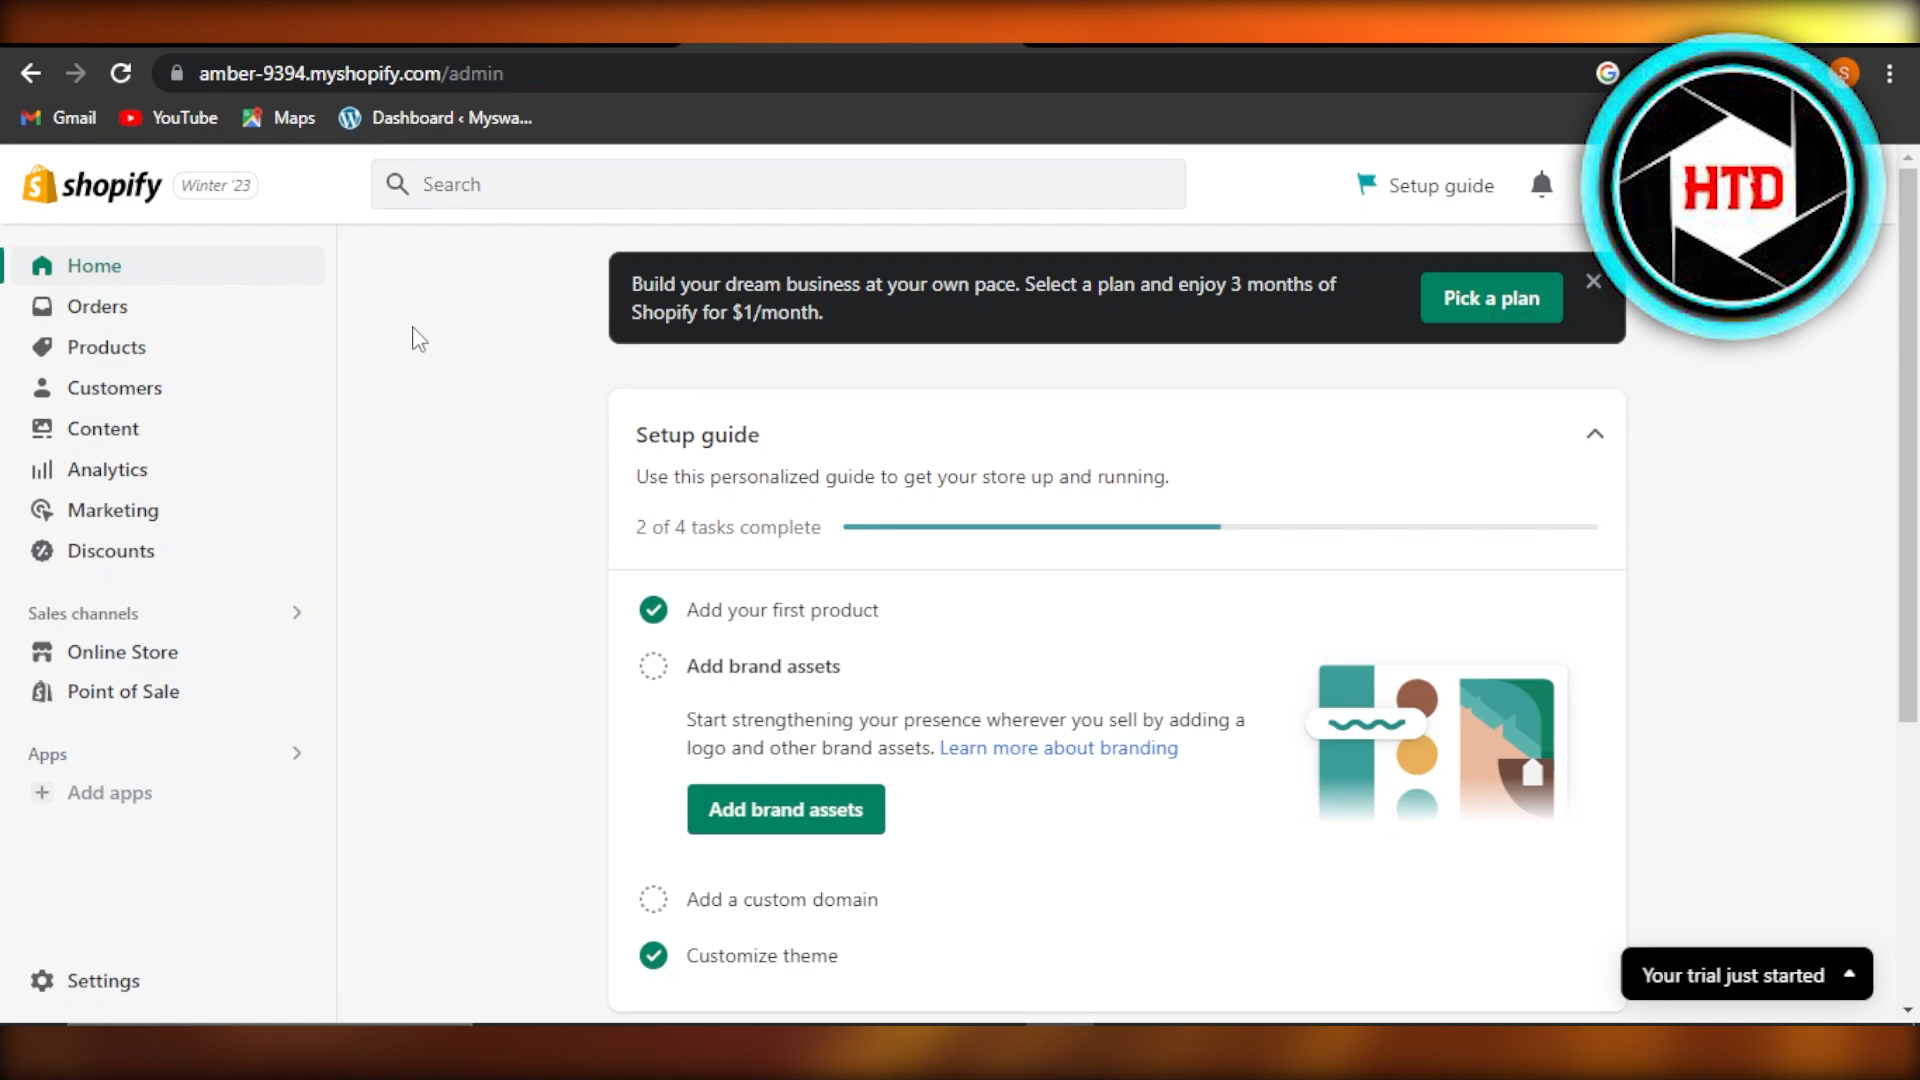 amber-9394.myshopify.com/admin
S
Gmail
YouTube
Maps
Dashboard ‹ Myswa...
shopify
Winter '23
Search
Setup guide
HTD
Home
Orders
Products
Customers
Content
Analytics
Marketing
Discounts
Sales channels
Online Store
Point of Sale
Apps
Add apps
Settings
Build your dream business at your own pace. Select a plan and enjoy 3 months of
Shopify for $1/month.
Pick a plan
Setup guide
Use this personalized guide to get your store up and running.
2 of 4 tasks complete
Add your first product
Add brand assets
Start strengthening your presence wherever you sell by adding a
logo and other brand assets. Learn more about branding
Add brand assets
Add a custom domain
Customize theme
Your trial just started